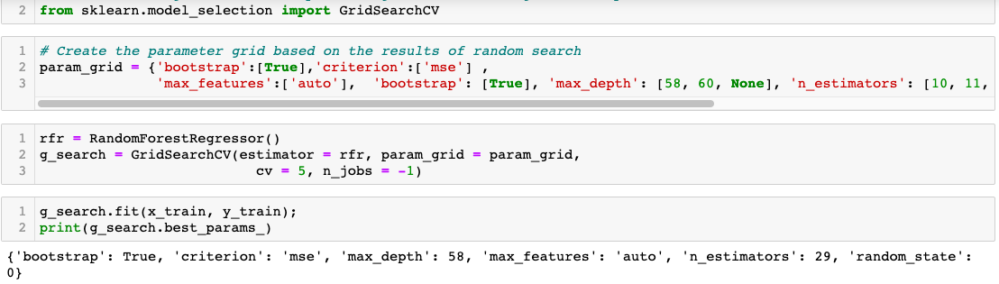 2 from sklearn.model_selection import GridSearchCV
1 # Create the parameter grid based on the results of random search
2 param_grid = {'bootstrap':[True],'criterion':['mse'] ,
3 'max_features':['auto'], 'bootstrap': [True], 'max_depth': [58, 60, None], 'n_estimators': [10, 11,
1 rfr = RandomForestRegressor()
2 g_search = GridSearchCV(estimator = rfr, param_grid = param_grid,
3 cv = 5, n_jobs = -1)
1 g_search.fit(x_train, y_train);
2 print(g_search.best_params_)
{'bootstrap': True, 'criterion': 'mse', 'max_depth': 58, 'max_features': 'auto', 'n_estimators': 29, 'random_state':
0}